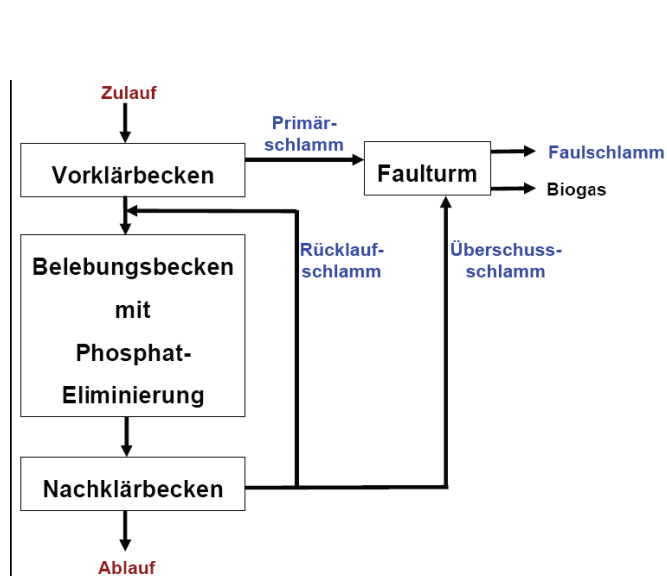 Zulauf
Primär-
schlamm
Vorklärbecken
Faulturm
Faulschlamm
Biogas
Rücklauf-
schlamm
Überschuss-
schlamm
Belebungsbecken
mit
Phosphat-
Eliminierung
Nachklärbecken
Ablauf